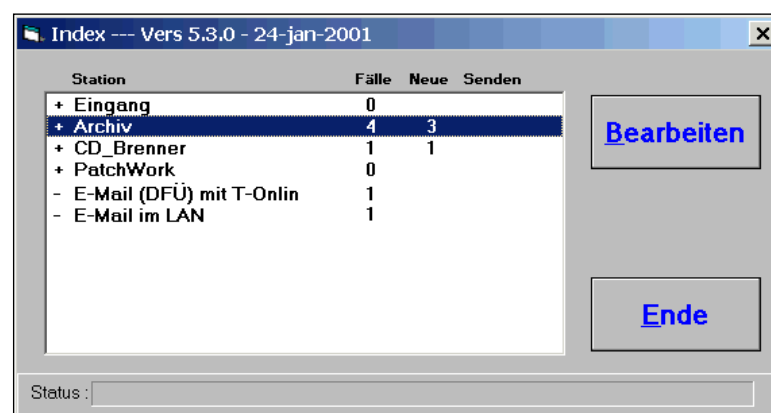 Index --- Vers 5.3.0 - 24-jan-2001
Station Fälle Neue Senden
+ Eingang 0
+ Archiv 4 3
+ CD_Brenner 1 1
+ PatchWork 0
- E-Mail (DFÜ) mit T-Onlin 1
- E-Mail im LAN 1
Bearbeiten
Ende
Status :